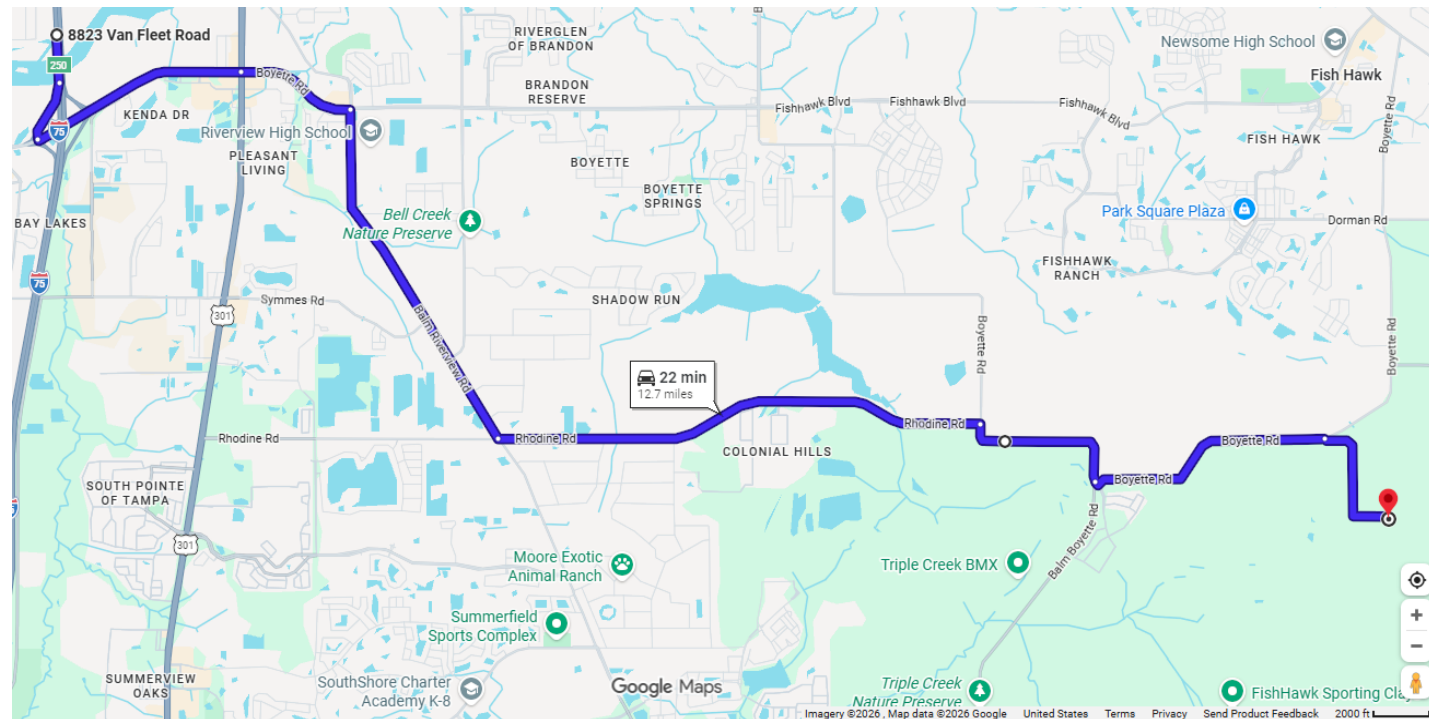 8823 Van Fleet Road
RIVERGLEN
OF BRANDON
Newsome High School
Fish Hawk
250
Boyette Rd
BRANDON
RESERVE
KENDA DR
Fishhawk Blvd
Fishhawk Blvd
Fishhawk Blvd
75
Riverview High School
Boyette Rd
FISH HAWK
PLEASANT
LIVING
BOYETTE
BOYETTE
SPRINGS
Park Square Plaza
Bell Creek
Nature Preserve
BAY LAKES
Dorman Rd
FISHHAWK
RANCH
75
Symmes Rd
SHADOW RUN
301
Balm Riverview Rd
Boyette Rd
Boyette Rd
22 min
12.7 miles
Rhodine Rd
Rhodine Rd
Rhodine Rd
Boyette Rd
COLONIAL HILLS
Boyette Rd
SOUTH POINTE
OF TAMPA
Balm Boyette Rd
301
Moore Exotic
Animal Ranch
Triple Creek BMX
Summerfield
Sports Complex
SUMMERVIEW
OAKS
SouthShore Charter
Academy K-8
Google Maps
Triple Creek
Nature Preserve
FishHawk Sporting Clay
Imagery ©2026 , Map data ©2026 Google United States Terms Privacy Send Product Feedback 2000 ft